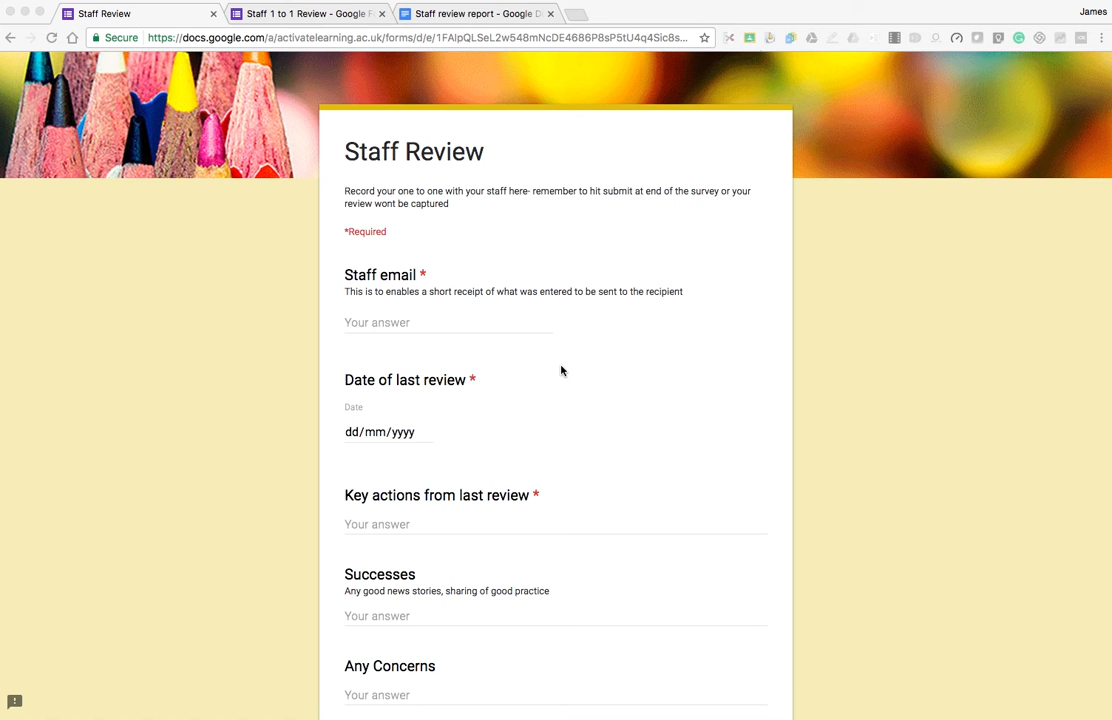 Staff Review
Staff 1 to 1 Review - Google F
Staff review report - Google D
James
Secure
https://docs.google.com/a/activatelearning.ac.uk/forms/d/e/1FAIpQLSeL2w548mNcDE4686P8sP5tU4q4Sic8s...
Staff Review
Record your one to one with your staff here- remember to hit submit at end of the survey or your
review wont be captured
*Required
Staff email *
This is to enables a short receipt of what was entered to be sent to the recipient
Your answer
Date of last review *
Date
dd/mm/yyyy
Key actions from last review *
Your answer
Successes
Any good news stories, sharing of good practice
Your answer
Any Concerns
Your answer